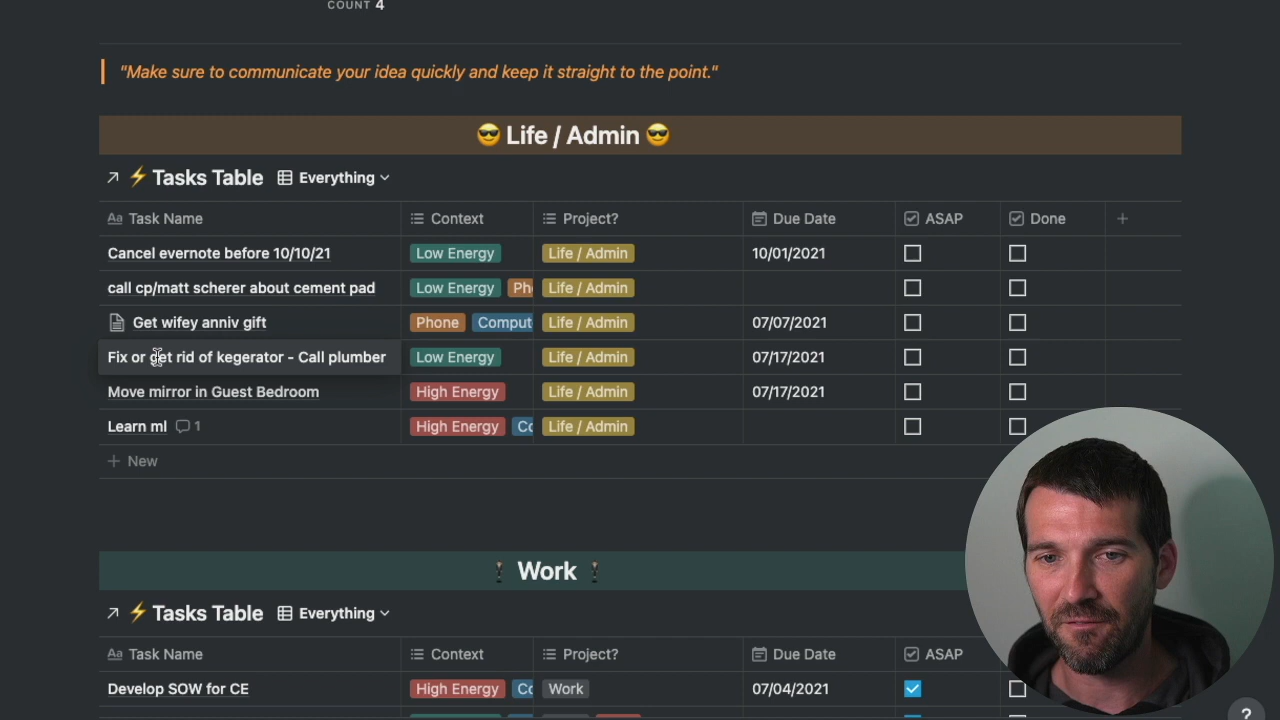 COUNT 4
"Make sure to communicate your idea quickly and keep it straight to the point."
😎 Life / Admin 😎
⚡ Tasks Table Everything
Aa Task Name Context Project? Due Date ASAP Done +
Cancel evernote before 10/10/21 Low Energy Life / Admin 10/01/2021
call cp/matt scherer about cement pad Low Energy Ph Life / Admin
Get wifey anniv gift Phone Comput Life / Admin 07/07/2021
Fix or get rid of kegerator - Call plumber Low Energy Life / Admin 07/17/2021
Move mirror in Guest Bedroom High Energy Life / Admin 07/17/2021
Learn ml 1 High Energy Co Life / Admin
+ New
Work
⚡ Tasks Table Everything
Aa Task Name Context Project? Due Date ASAP
Develop SOW for CE High Energy Co Work 07/04/2021
?